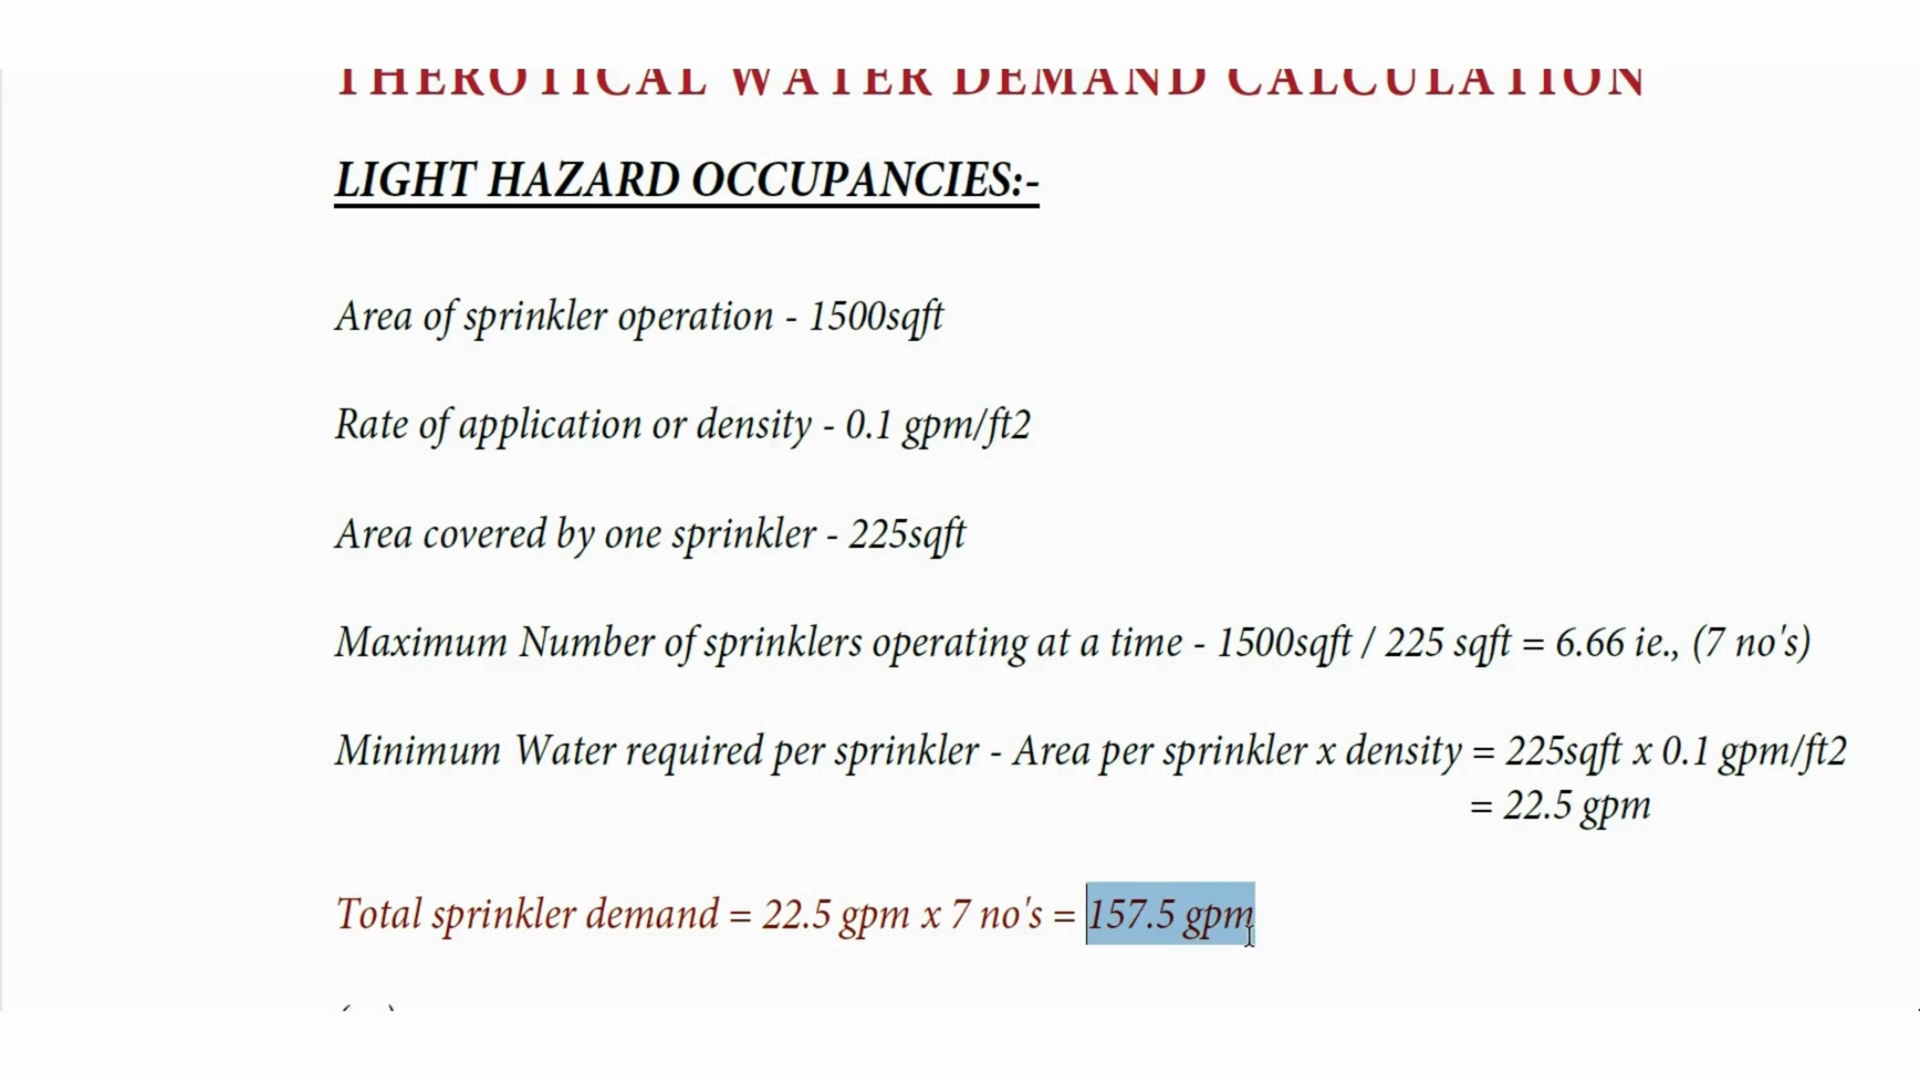 THEROTICAL WATER DEMAND CALCULATION
LIGHT HAZARD OCCUPANCIES:-
Area of sprinkler operation - 1500sqft
Rate of application or density - 0.1 gpm/ft2
Area covered by one sprinkler - 225sqft
Maximum Number of sprinklers operating at a time - 1500sqft / 225 sqft = 6.66 ie., (7 no's)
Minimum Water required per sprinkler - Area per sprinkler x density = 225sqft x 0.1 gpm/ft2
= 22.5 gpm
Total sprinkler demand = 22.5 gpm x 7 no's = 157.5 gpm